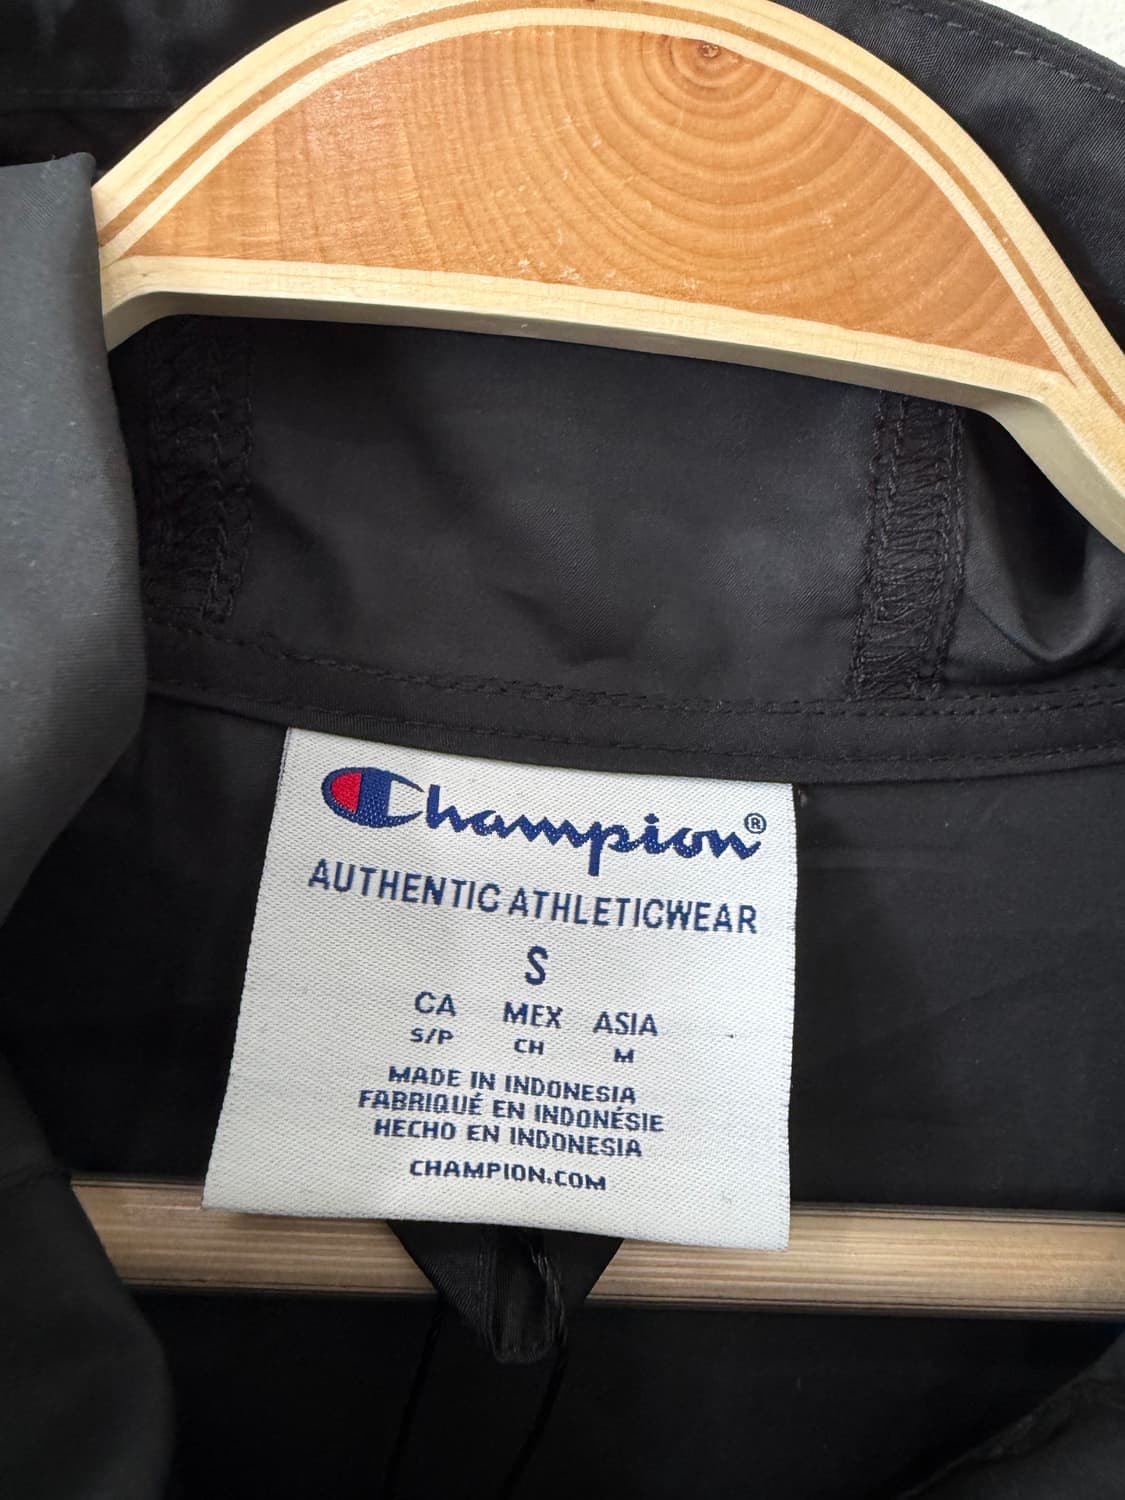 Champion®
AUTHENTIC ATHLETICWEAR
S
CA MEX ASIA
S/P CH M
MADE IN INDONESIA
FABRIQUÉ EN INDONÉSIE
HECHO EN INDONESIA
CHAMPION.COM